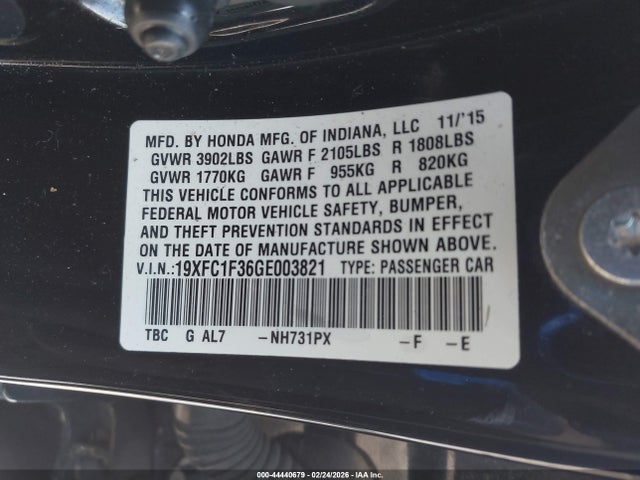 MFD. BY HONDA MFG. OF INDIANA, LLC 11/'15
GVWR 3902LBS GAWR F 2105LBS R 1808LBS
GVWR 1770KG GAWR F 955KG R 820KG
THIS VEHICLE CONFORMS TO ALL APPLICABLE
FEDERAL MOTOR VEHICLE SAFETY, BUMPER,
AND THEFT PREVENTION STANDARDS IN EFFECT
ON THE DATE OF MANUFACTURE SHOWN ABOVE.
V.I.N.:19XFC1F36GE003821 TYPE: PASSENGER CAR
TBC G AL7 -NH731PX -F -E
000-44440679 - 02/24/2026 - IAA Inc.